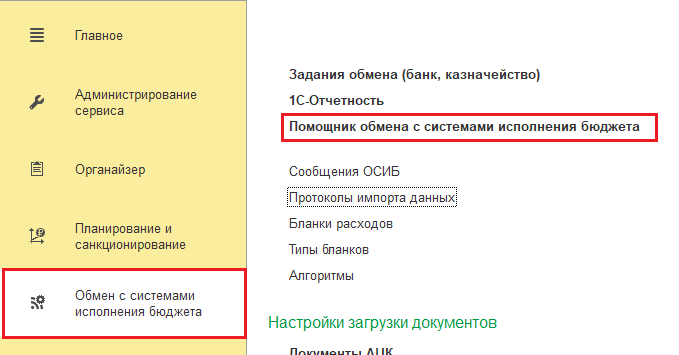 Главное
Администрирование
сервиса
Органайзер
Планирование и
санкционирование
Обмен с системами
исполнения бюджета
Задания обмена (банк, казначейство)
1С-Отчетность
Помощник обмена с системами исполнения бюджета
Сообщения ОСИБ
Протоколы импорта данных
Бланки расходов
Типы бланков
Алгоритмы
Настройки загрузки документов
Документы АЦК